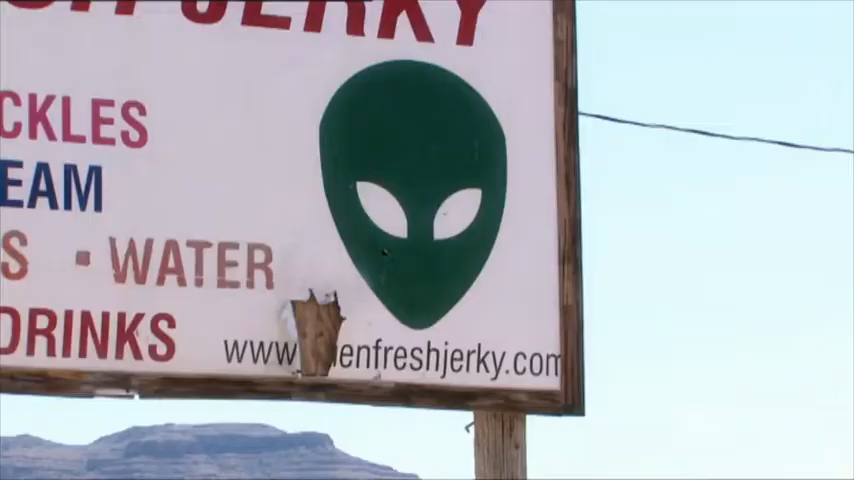 JERKY
CKLES
EAM
S • WATER
DRINKS
www. enfreshjerky.com